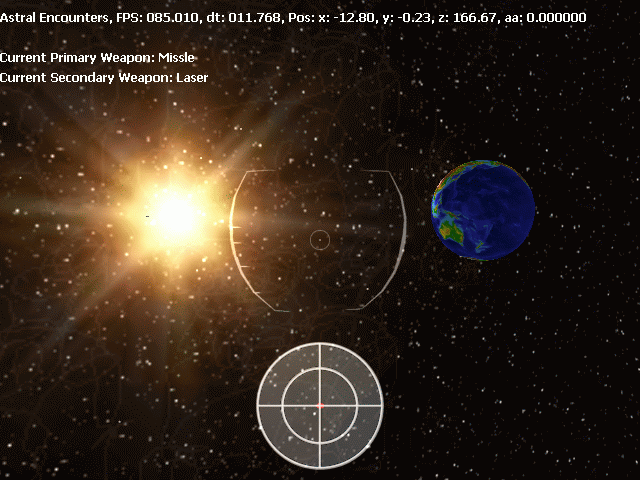 Astral Encounters, FPS: 085.010, dt: 011.768, Pos: x: -12.80, y: -0.23, z: 166.67, aa: 0.000000
Current Primary Weapon: Missle
Current Secondary Weapon: Laser